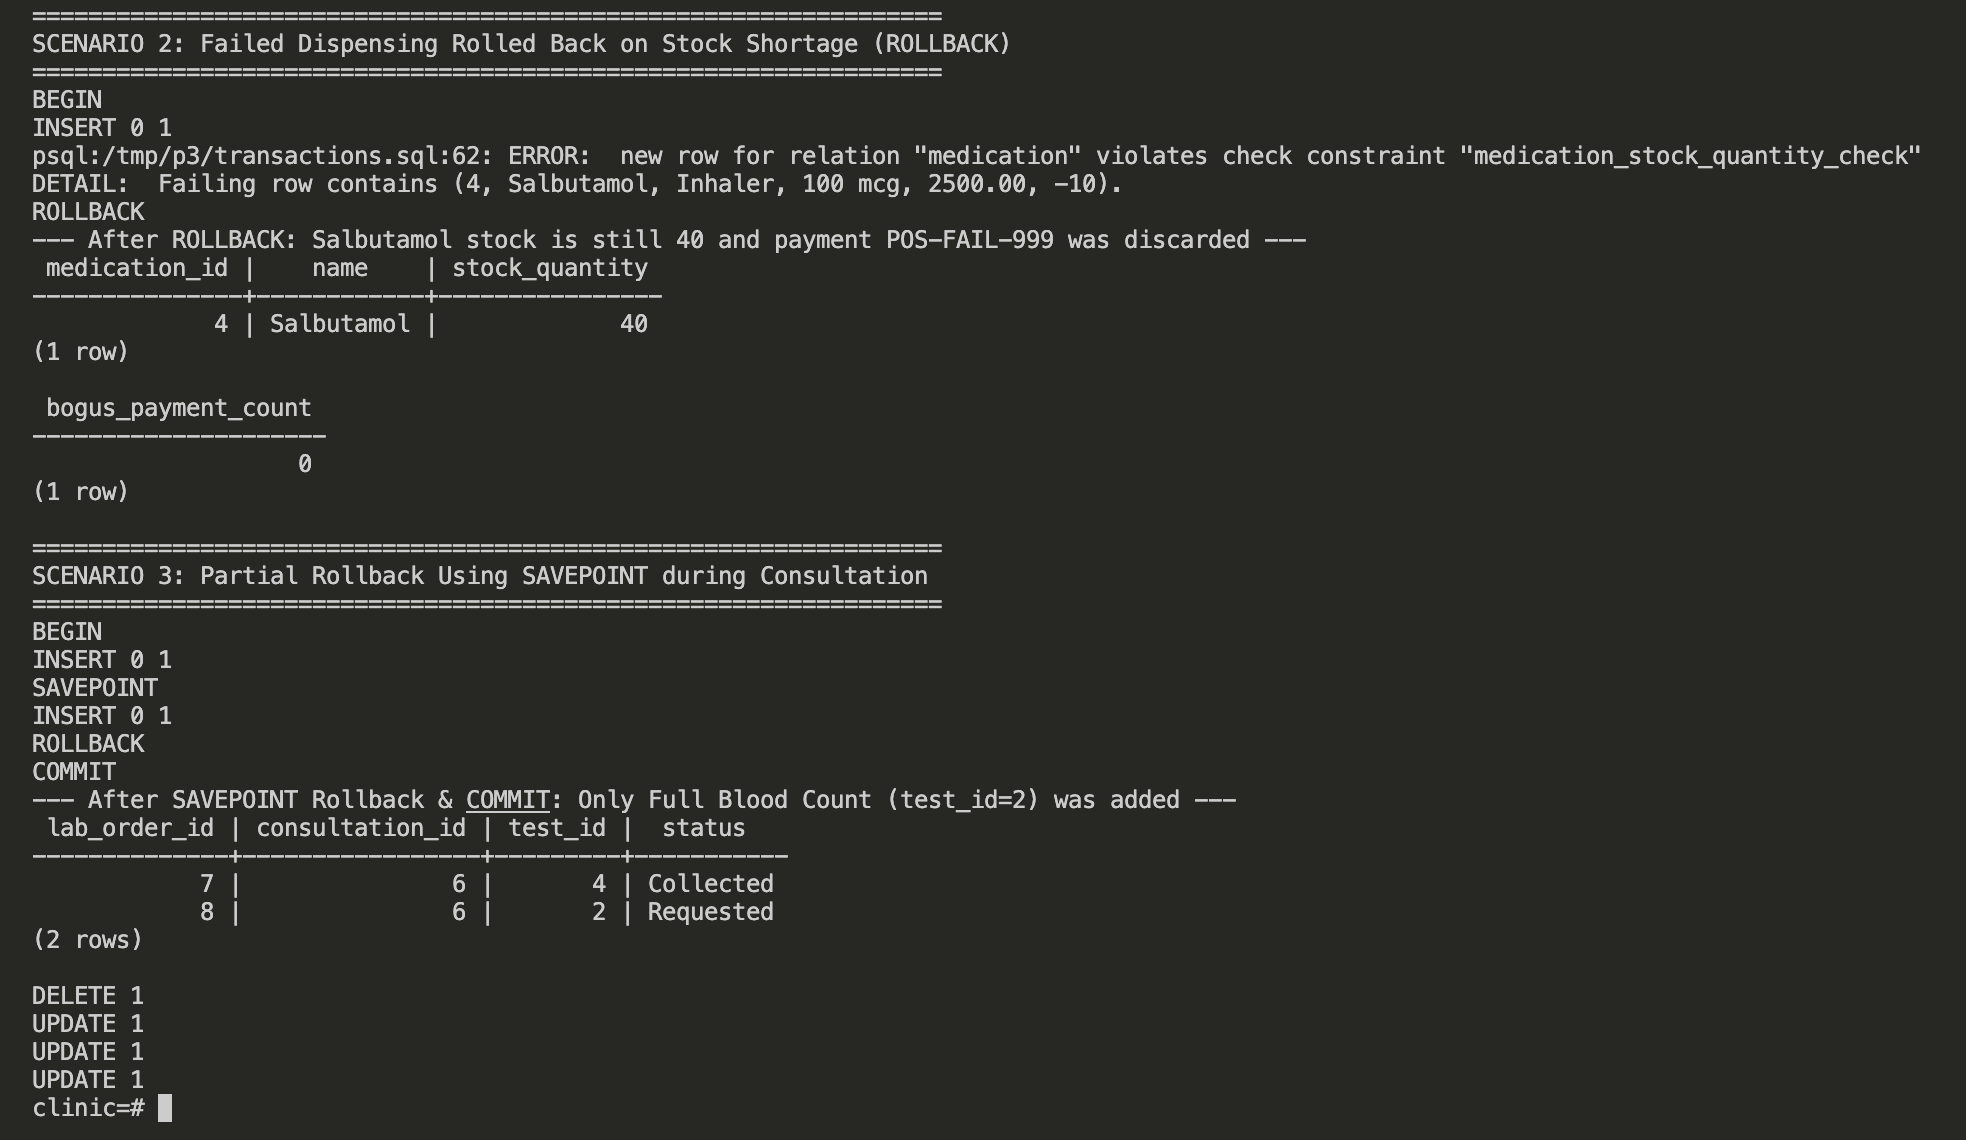 =================================================================
SCENARIO 2: Failed Dispensing Rolled Back on Stock Shortage (ROLLBACK)
=================================================================
BEGIN
INSERT 0 1
psql:/tmp/p3/transactions.sql:62: ERROR:  new row for relation "medication" violates check constraint "medication_stock_quantity_check"
DETAIL:  Failing row contains (4, Salbutamol, Inhaler, 100 mcg, 2500.00, -10).
ROLLBACK
--- After ROLLBACK: Salbutamol stock is still 40 and payment POS-FAIL-999 was discarded ---
 medication_id |    name    | stock_quantity
---------------+------------+----------------
             4 | Salbutamol |             40
(1 row)

 bogus_payment_count
---------------------
                   0
(1 row)

=================================================================
SCENARIO 3: Partial Rollback Using SAVEPOINT during Consultation
=================================================================
BEGIN
INSERT 0 1
SAVEPOINT
INSERT 0 1
ROLLBACK
COMMIT
--- After SAVEPOINT Rollback & COMMIT: Only Full Blood Count (test_id=2) was added ---
 lab_order_id | consultation_id | test_id |  status
--------------+-----------------+---------+-----------
            7 |               6 |       4 | Collected
            8 |               6 |       2 | Requested
(2 rows)

DELETE 1
UPDATE 1
UPDATE 1
UPDATE 1
clinic=#